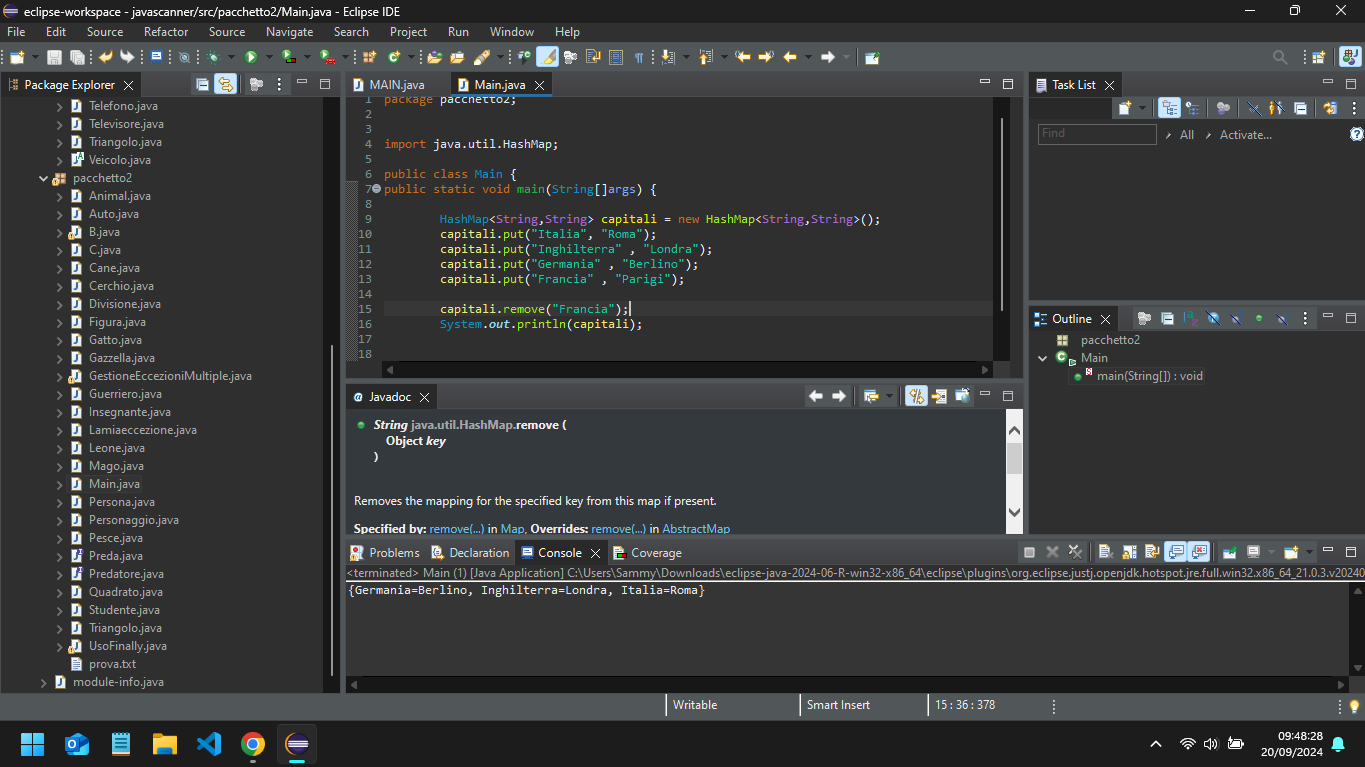 eclipse-workspace - javascanner/src/pacchetto2/Main.java - Eclipse IDE
File Edit Source Refactor Source Navigate Search Project Run Window Help
Package Explorer
Telefono.java
Televisore.java
Triangolo.java
Veicolo.java
pacchetto2
Animal.java
Auto.java
B.java
C.java
Cane.java
Cerchio.java
Divisione.java
Figura.java
Gatto.java
Gazzella.java
GestioneEccezioniMultiple.java
Guerriero.java
Insegnante.java
Lamiaeccezione.java
Leone.java
Mago.java
Main.java
Persona.java
Personaggio.java
Pesce.java
Preda.java
Predatore.java
Quadrato.java
Studente.java
Triangolo.java
UsoFinally.java
prova.txt
module-info.java
MAIN.java Main.java
1 package pacchetto2;
2
3
4 import java.util.HashMap;
5
6 public class Main {
7 public static void main(String[]args) {
8
9 HashMap<String,String> capitali = new HashMap<String,String>();
10 capitali.put("Italia", "Roma");
11 capitali.put("Inghilterra" , "Londra");
12 capitali.put("Germania" , "Berlino");
13 capitali.put("Francia" , "Parigi");
14
15 capitali.remove("Francia");
16 System.out.println(capitali);
17
18
Javadoc
String java.util.HashMap.remove (
Object key
)
Removes the mapping for the specified key from this map if present.
Specified by: remove(...) in Map, Overrides: remove(...) in AbstractMap
Task List
Find All Activate...
Outline
pacchetto2
Main
main(String[]) : void
Problems Declaration Console Coverage
<terminated> Main (1) [Java Application] C:\Users\Sammy\Downloads\eclipse-java-2024-06-R-win32-x86_64\eclipse\plugins\org.eclipse.justj.openjdk.hotspot.jre.full.win32.x86_64_21.0.3.v20240
{Germania=Berlino, Inghilterra=Londra, Italia=Roma}
Writable Smart Insert 15 : 36 : 378
09:48:28
20/09/2024